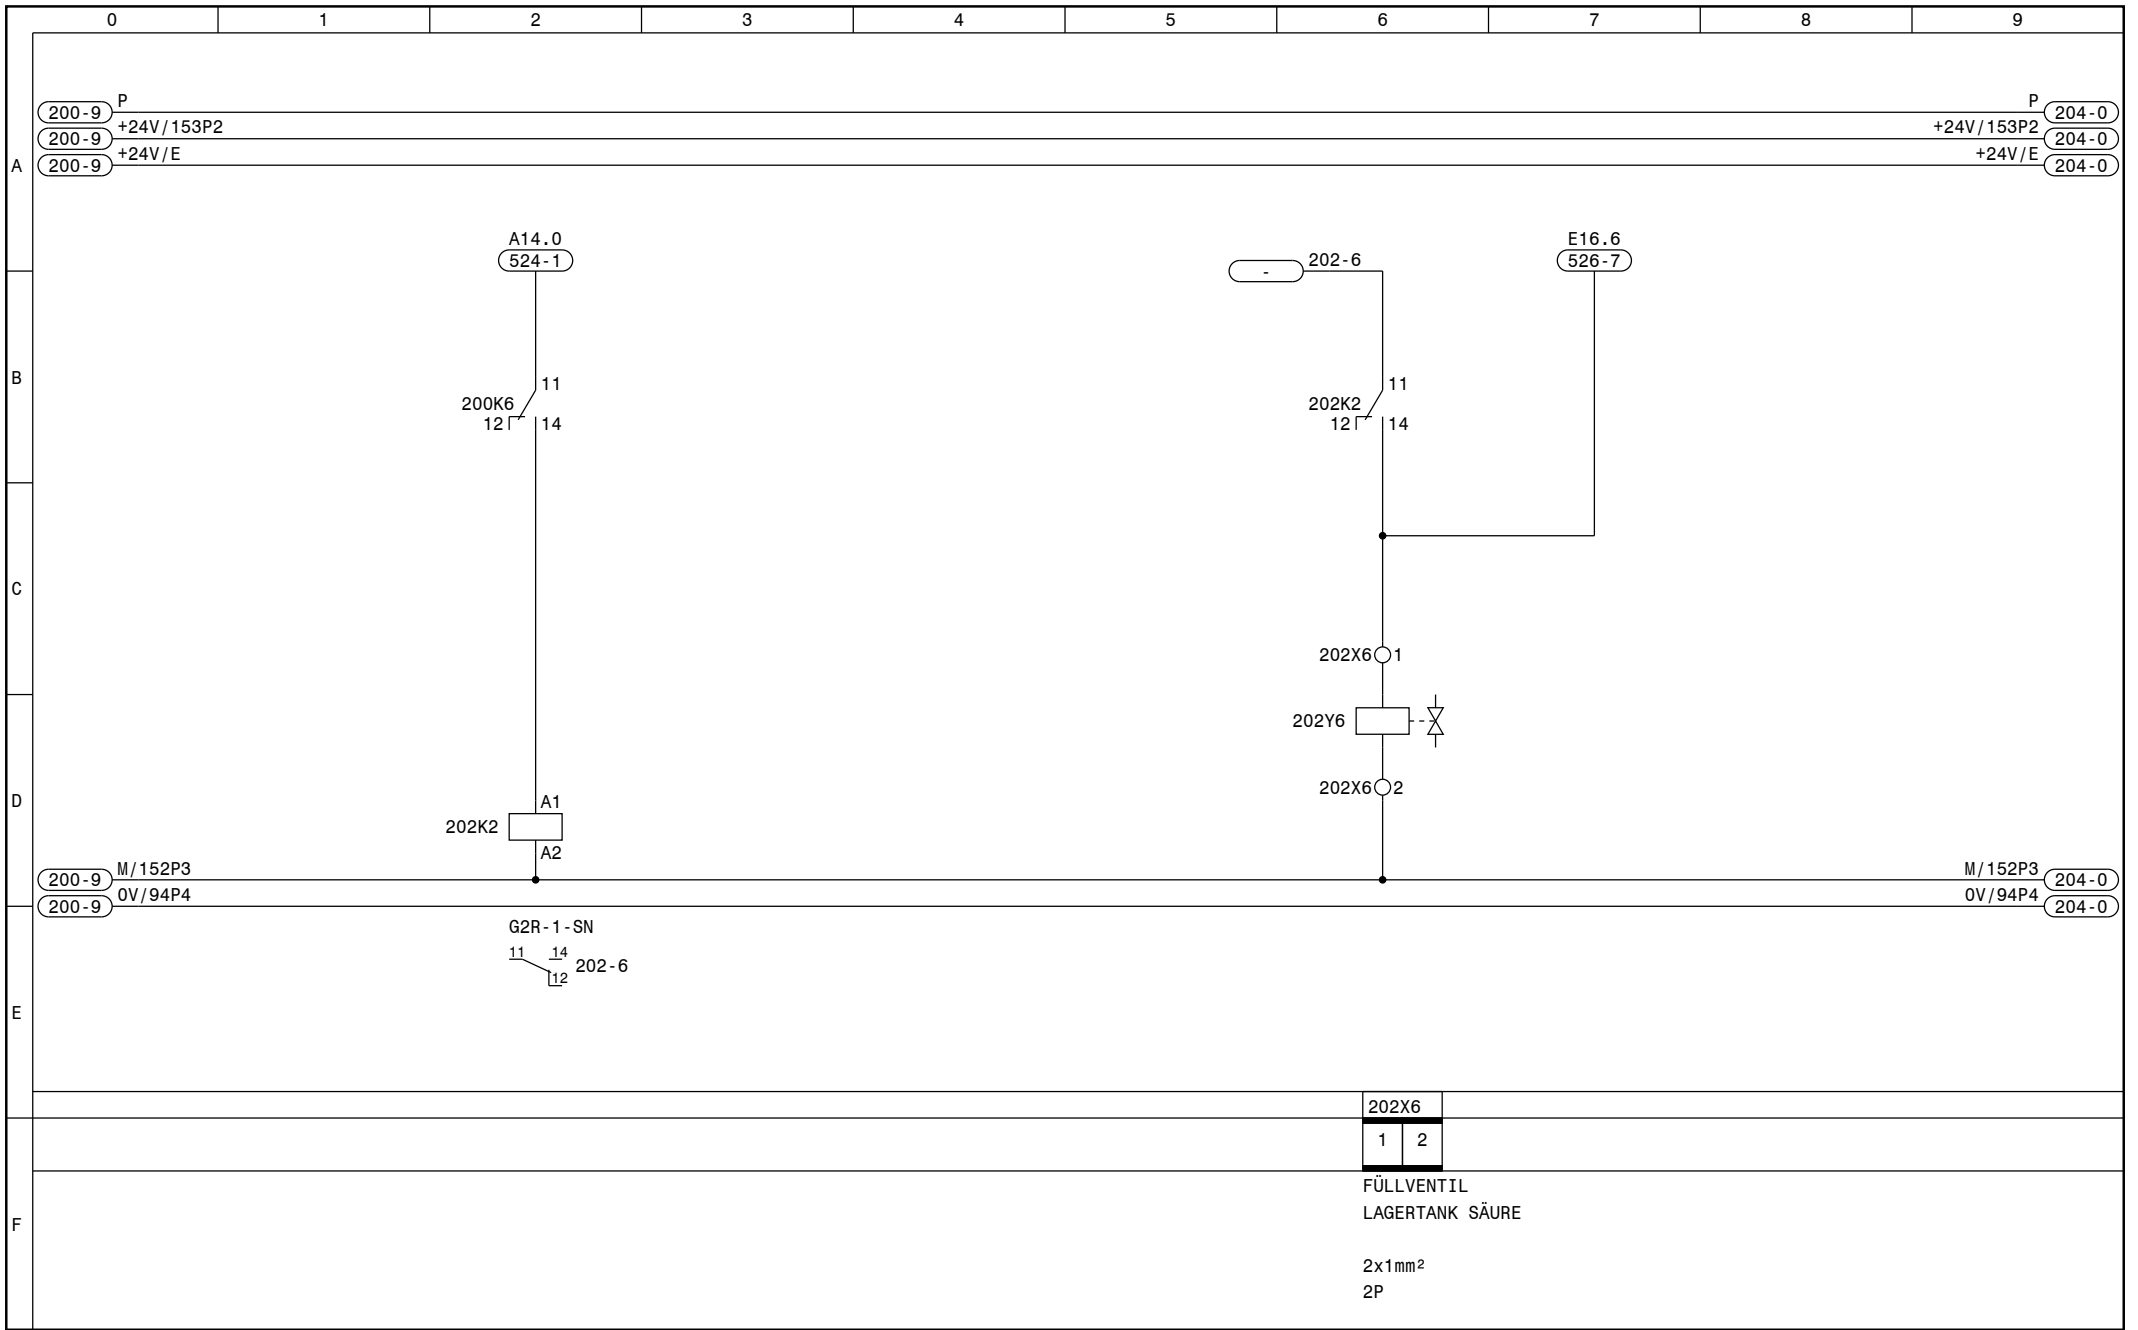 0 1 2 3 4 5 6 7 8 9
P P
200-9 204-0
+24V/153P2 +24V/153P2
200-9 204-0
+24V/E +24V/E
A 200-9 204-0
A14.0 E16.6
524-1 202-6 526-7
-
B 11 11
200K6 202K2
12 14 12 14
C
202X6 1
202Y6
202X6 2
D A1
202K2
A2
M/152P3 M/152P3
200-9 204-0
0V/94P4 0V/94P4
200-9 204-0
G2R-1-SN
11 14
202-6
12
E
202X6
1 2
FÜLLVENTIL
LAGERTANK SÄURE
F
2x1mm²
2P